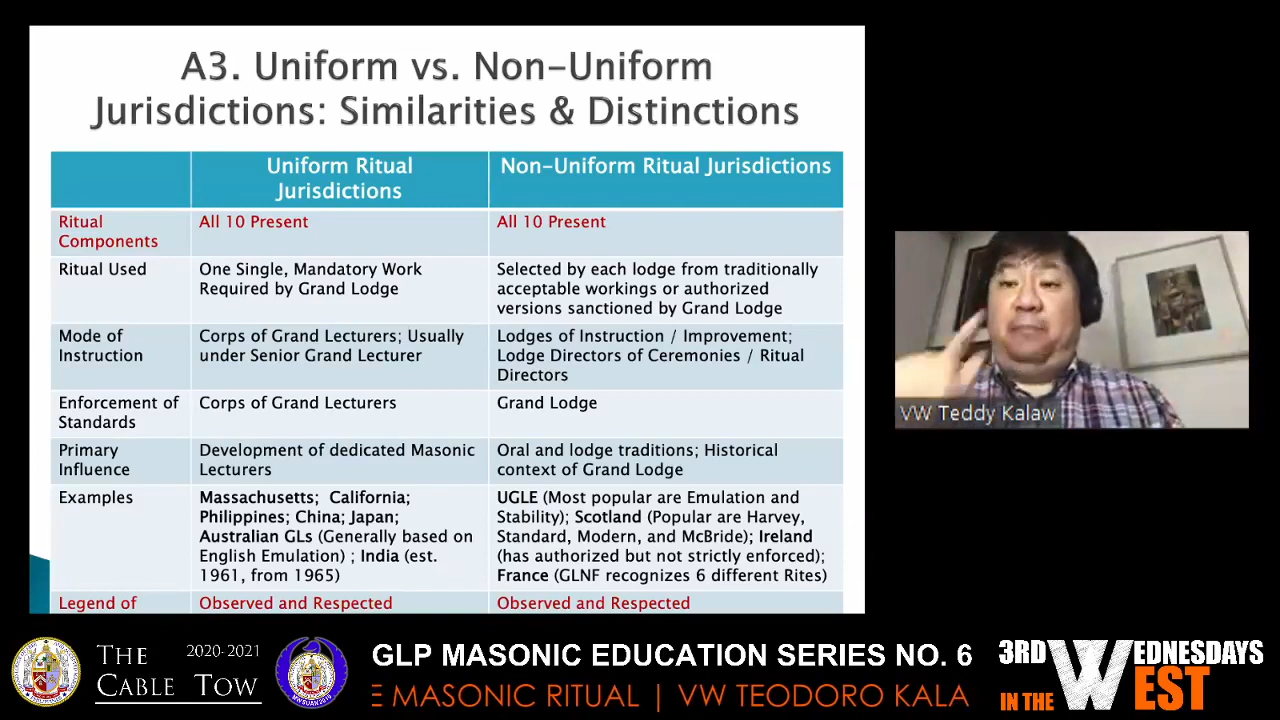 A3. Uniform vs. Non-Uniform
Jurisdictions: Similarities & Distinctions
Uniform Ritual
Jurisdictions
Non-Uniform Ritual Jurisdictions
Ritual
Components
All 10 Present
All 10 Present
Ritual Used
One Single, Mandatory Work
Required by Grand Lodge
Selected by each lodge from traditionally
acceptable workings or authorized
versions sanctioned by Grand Lodge
Mode of
Instruction
Corps of Grand Lecturers; Usually
under Senior Grand Lecturer
Lodges of Instruction / Improvement;
Lodge Directors of Ceremonies / Ritual
Directors
Enforcement of
Standards
Corps of Grand Lecturers
Grand Lodge
Primary
Influence
Development of dedicated Masonic
Lecturers
Oral and lodge traditions; Historical
context of Grand Lodge
Examples
Massachusetts; California;
Philippines; China; Japan;
Australian GLs (Generally based on
English Emulation) ; India (est.
1961, from 1965)
UGLE (Most popular are Emulation and
Stability); Scotland (Popular are Harvey,
Standard, Modern, and McBride); Ireland
(has authorized but not strictly enforced);
France (GLNF recognizes 6 different Rites)
Legend of
Observed and Respected
Observed and Respected
VW Teddy Kalaw
THE 2020-2021
CABLE TOW
GLP MASONIC EDUCATION SERIES NO. 6
E MASONIC RITUAL | VW TEODORO KALA
3RD WEDNESDAYS
IN THE WEST